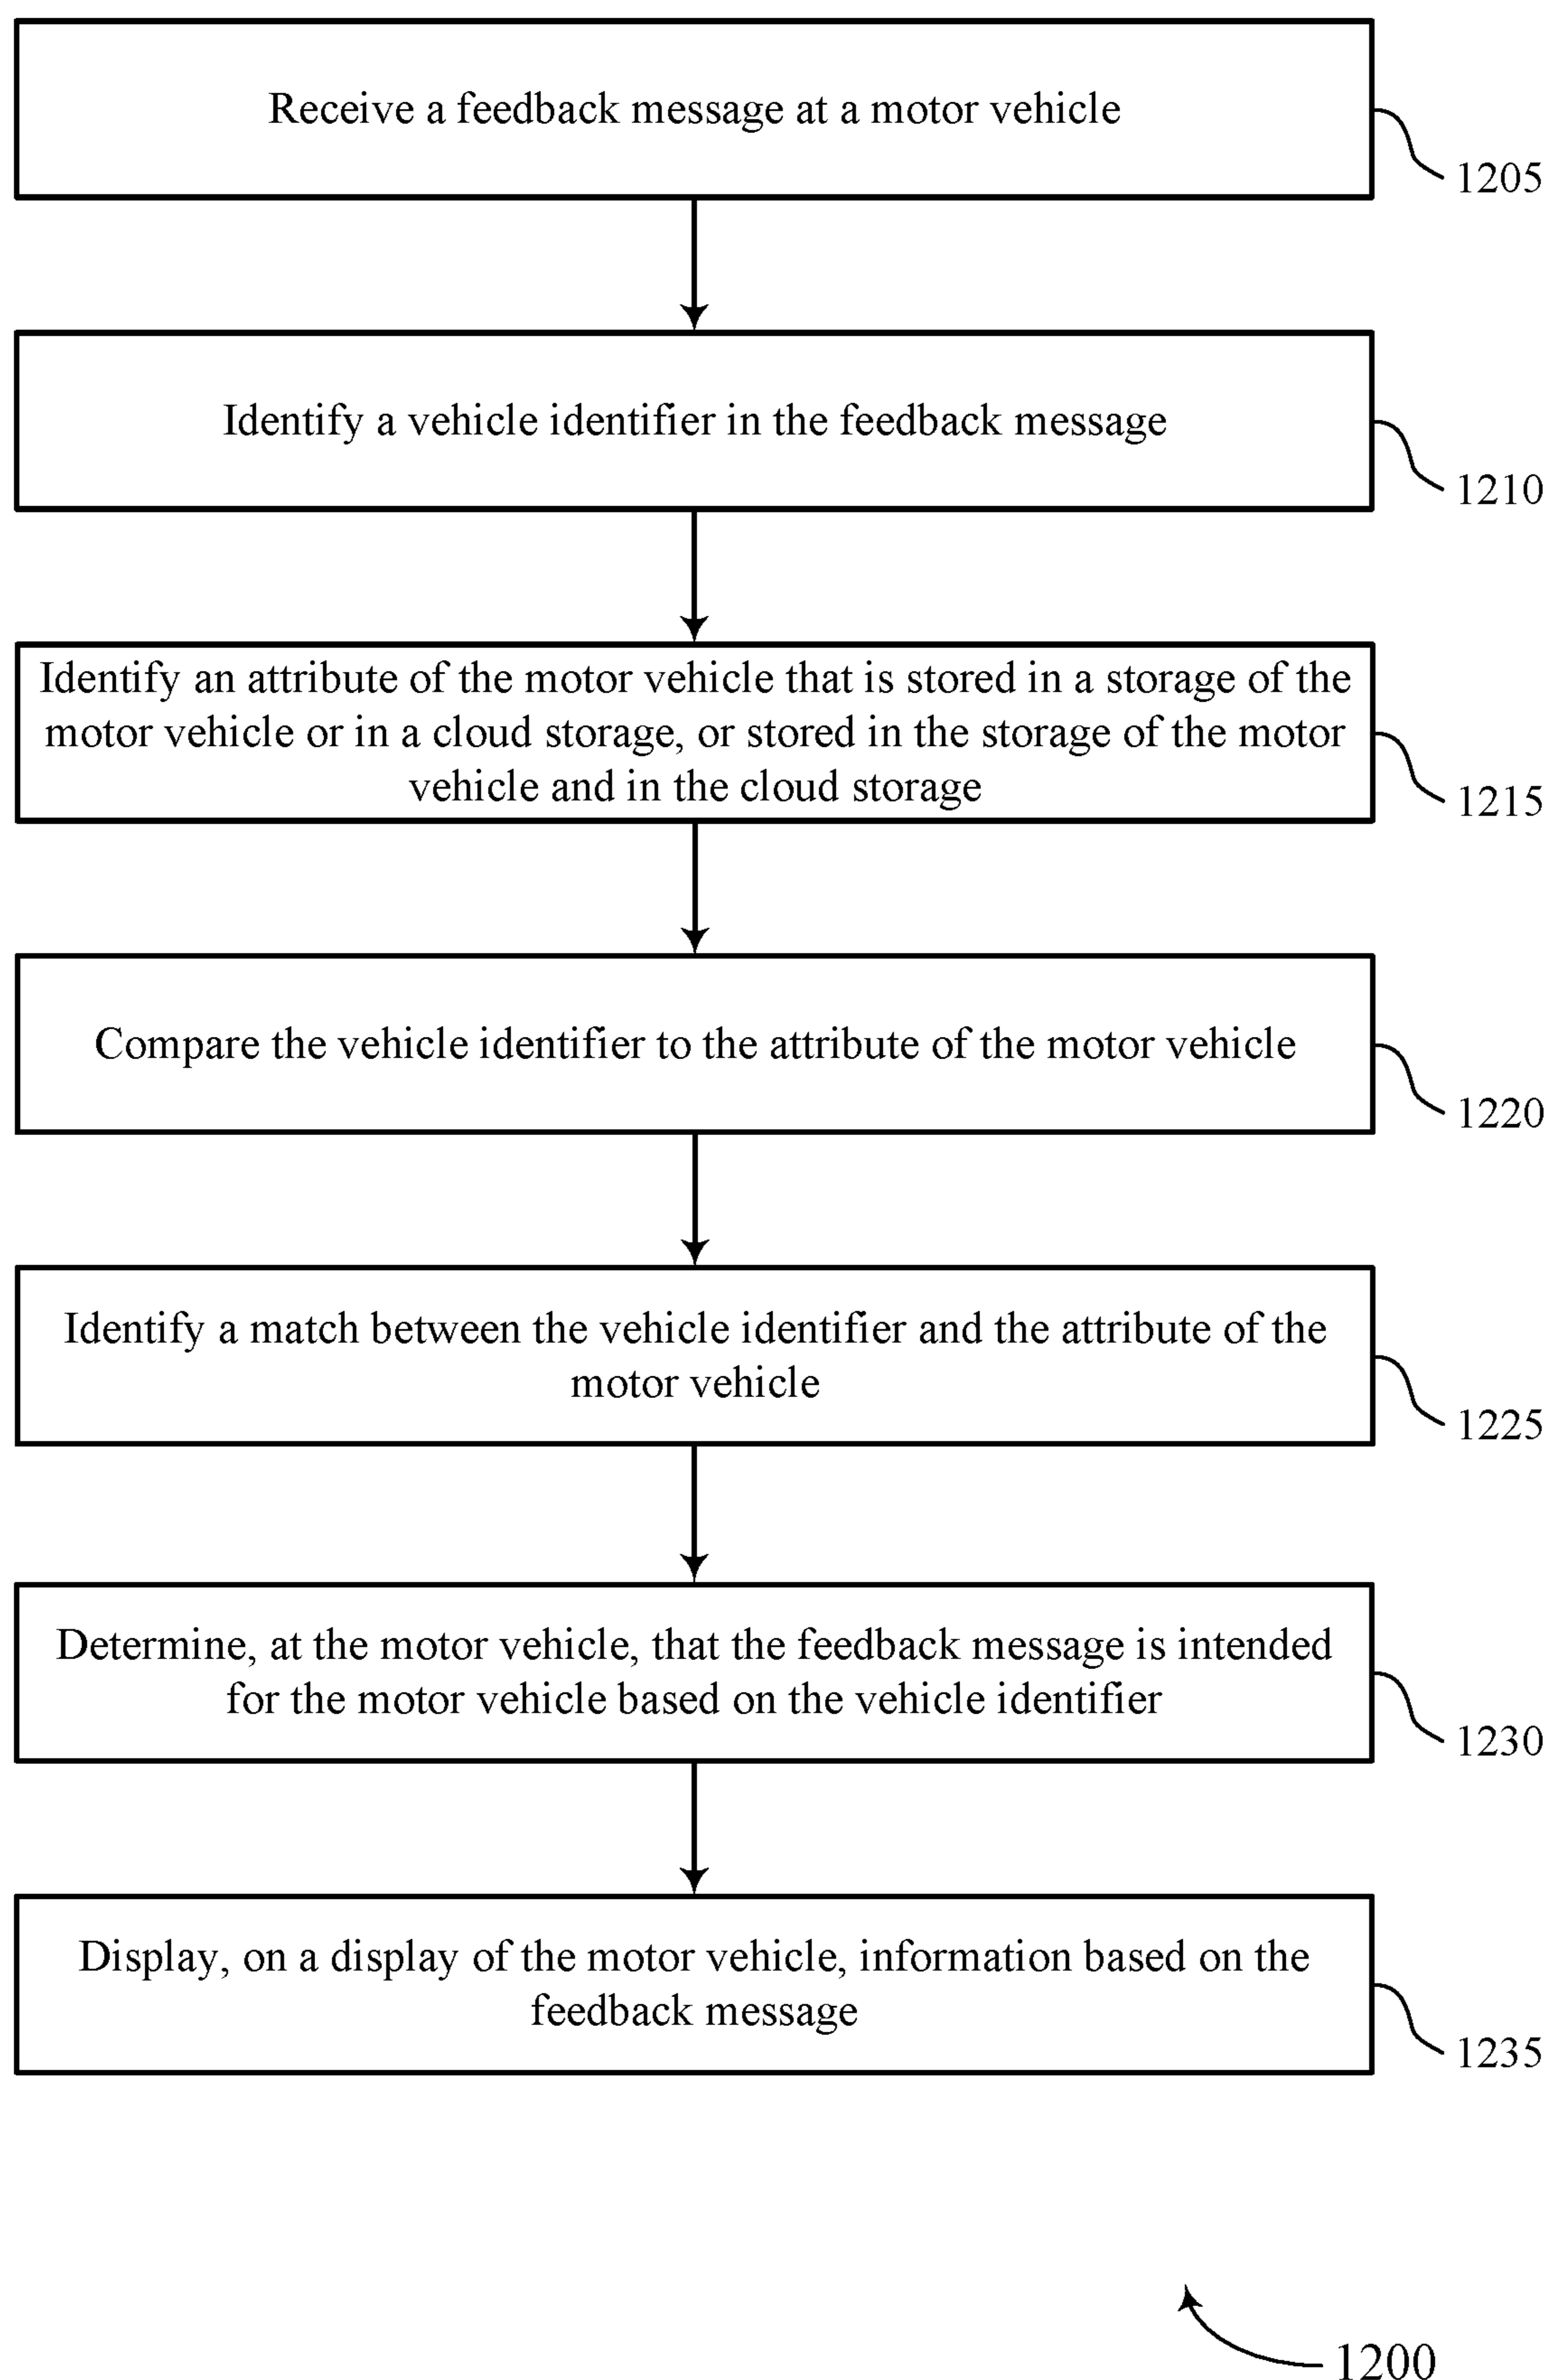 Receive a feedback message at a motor vehicle
1205
Identify a vehicle identifier in the feedback message
1210
Identify an attribute of the motor vehicle that is stored in a storage of the
motor vehicle or in a cloud storage, or stored in the storage of the motor
vehicle and in the cloud storage
1215
Compare the vehicle identifier to the attribute of the motor vehicle
1220
Identify a match between the vehicle identifier and the attribute of the
motor vehicle
1225
Determine, at the motor vehicle, that the feedback message is intended
for the motor vehicle based on the vehicle identifier
1230
Display, on a display of the motor vehicle, information based on the
feedback message
1235
1200